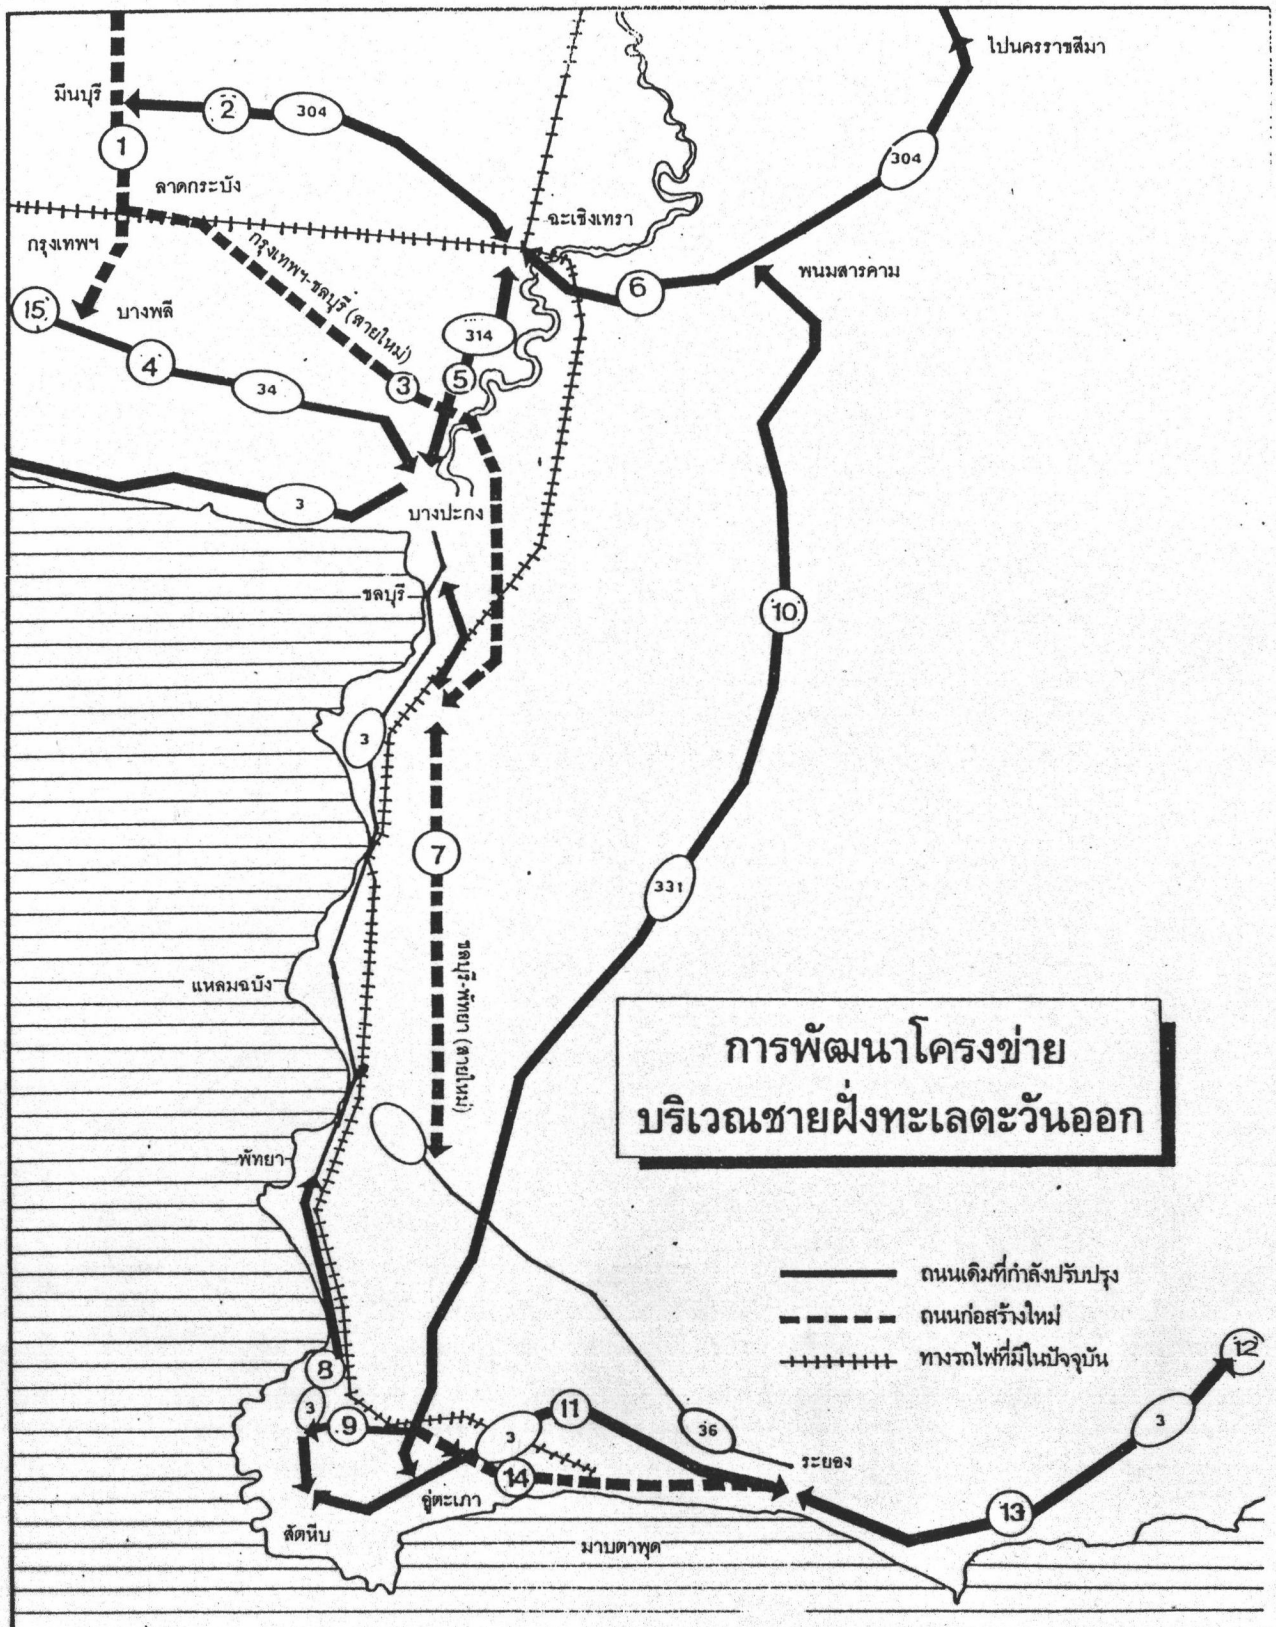 ไปนครราชสีมา
มีนบุรี
2
304
1
304
ลาดกระบัง
ฉะเชิงเทรา
กรุงเทพฯ
กรุงเทพฯ-ชลบุรี (สายใหม่)
พนมสารคาม
6
15
บางพลี
314
4
34
3
5
3
บางปะกง
ชลบุรี
10
3
7
331
ชลบุรี-พัทยา (สายใหม่)
แหลมฉบัง
การพัฒนาโครงข่าย
บริเวณชายฝั่งทะเลตะวันออก
พัทยา
ถนนเดิมที่กำลังปรับปรุง
ถนนก่อสร้างใหม่
ทางรถไฟที่มีในปัจจุบัน
12
8
3
9
11
3
36
3
ระยอง
14
อู่ตะเภา
13
สัตหีบ
มาบตาพุด